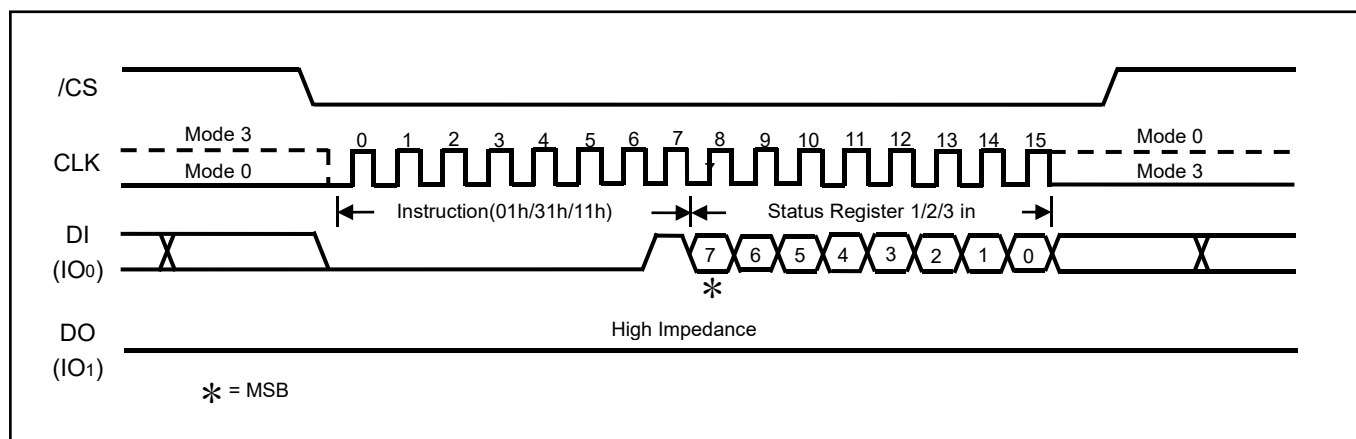 /CS
Mode 3
0 1 2 3 4 5 6 7 8 9 10 11 12 13 14 15
Mode 0
CLK
7
Mode 0
Mode 3
Instruction(01h/31h/11h)
Status Register 1/2/3 in
DI
(IO0)
7 6 5 4 3 2 1 0
*
High Impedance
DO
(IO1)
* = MSB